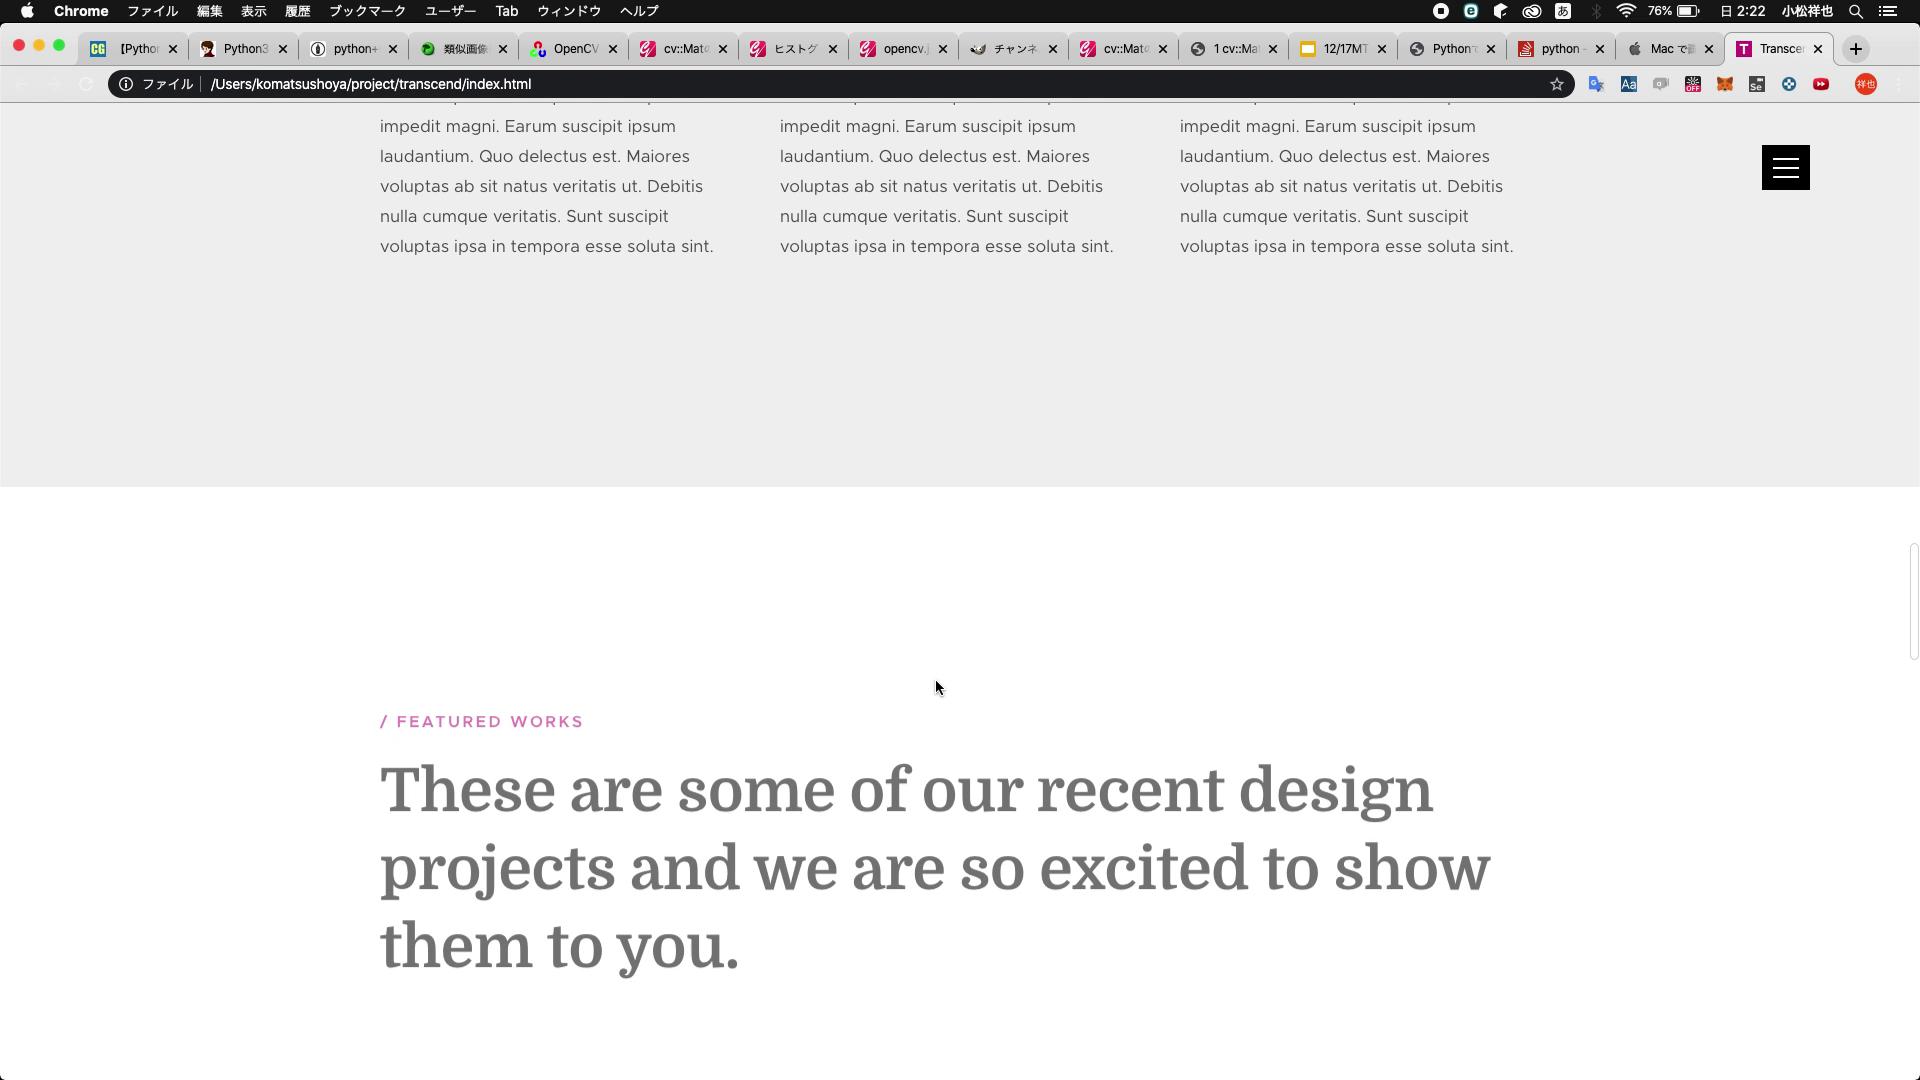 Chrome ファイル 編集 表示 履歴 ブックマーク ユーザー Tab ウィンドウ ヘルプ あ 76% 日 2:22 小松祥也
【Pytho Python3 python+ 類似画像 OpenCV cv::Mat ヒストグ opencv. チャンネ cv::Mat 1 cv::Ma 12/17MT Python python - Mac で Transce
ファイル /Users/komatsushoya/project/transcend/index.html Aa OFF Se 祥也
impedit magni. Earum suscipit ipsum
laudantium. Quo delectus est. Maiores
voluptas ab sit natus veritatis ut. Debitis
nulla cumque veritatis. Sunt suscipit
voluptas ipsa in tempora esse soluta sint.
impedit magni. Earum suscipit ipsum
laudantium. Quo delectus est. Maiores
voluptas ab sit natus veritatis ut. Debitis
nulla cumque veritatis. Sunt suscipit
voluptas ipsa in tempora esse soluta sint.
impedit magni. Earum suscipit ipsum
laudantium. Quo delectus est. Maiores
voluptas ab sit natus veritatis ut. Debitis
nulla cumque veritatis. Sunt suscipit
voluptas ipsa in tempora esse soluta sint.
/ FEATURED WORKS
These are some of our recent design
projects and we are so excited to show
them to you.